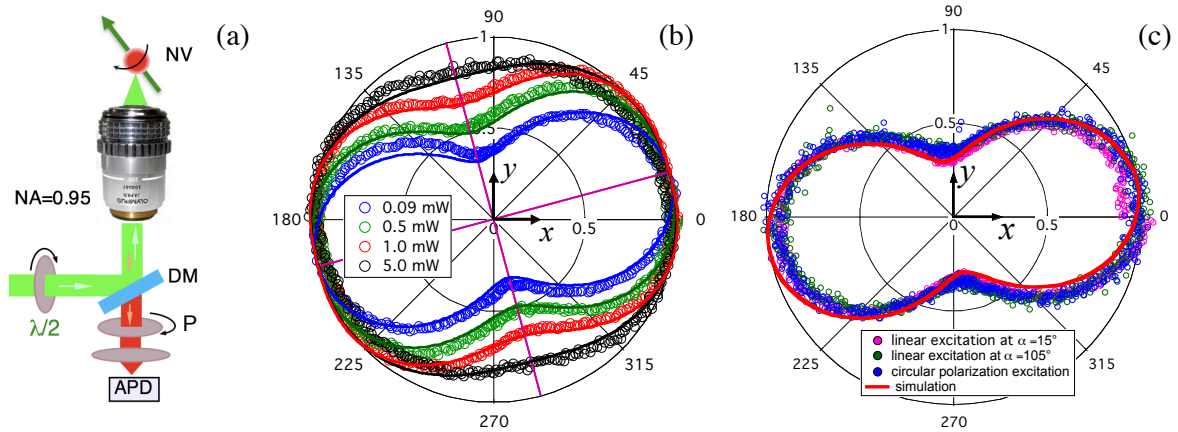 (a)
NV
NA=0.95
DM
λ/2
P
APD
(b)
90
1
135
45
0.5
y
x
180
0
0
0.5
0.09 mW
0.5 mW
1.0 mW
5.0 mW
225
315
270
(c)
90
1
135
45
0.5
y
x
180
0
0
0.5
225
315
linear excitation at α =15°
linear excitation at α =105°
circular polarization excitation
simulation
270